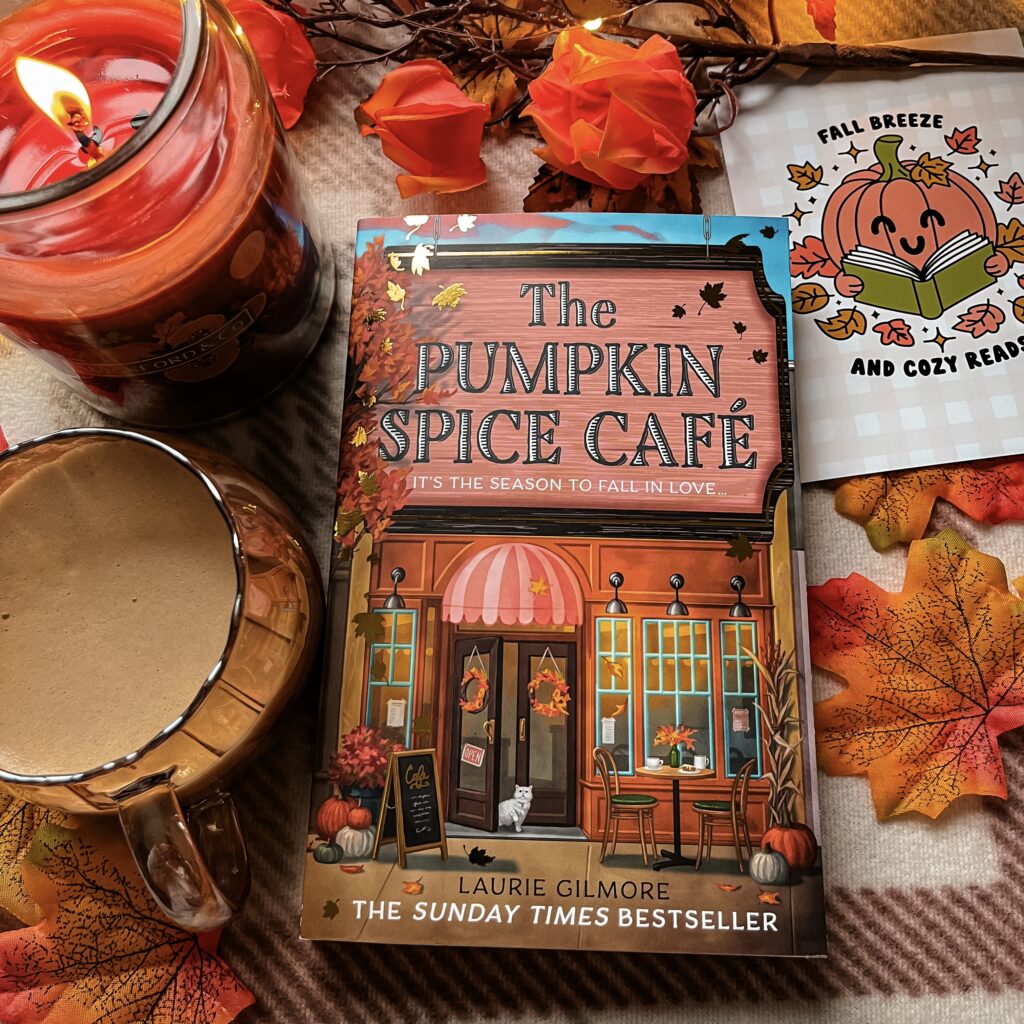 FALL BREEZE
AND COZY READS
The
PUMPKIN
SPICE CAFÉ
IT'S THE SEASON TO FALL IN LOVE...
OPEN
Café
LAURIE GILMORE
THE SUNDAY TIMES BESTSELLER